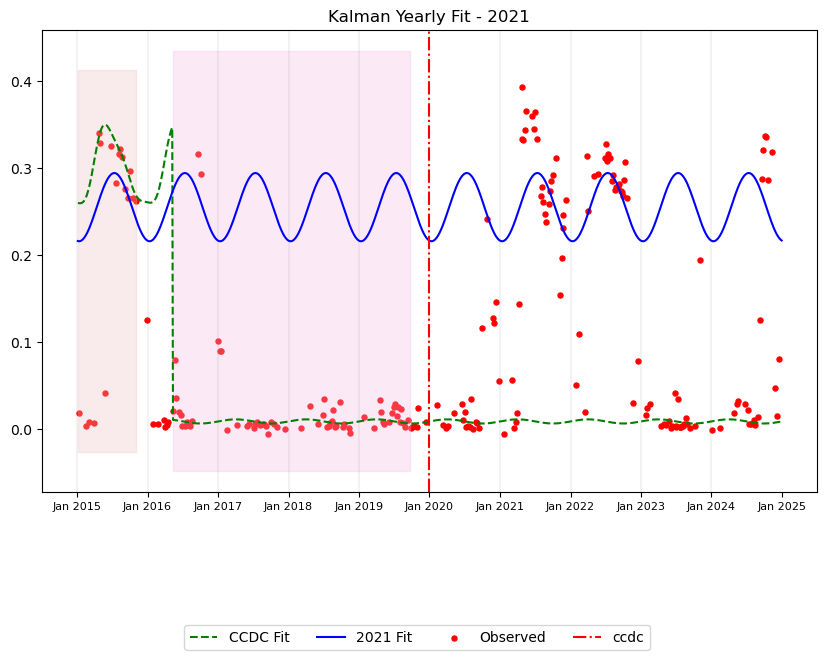 Kalman Yearly Fit - 2021
0.4
0.3
0.2
0.1
0.0
Jan 2015 Jan 2016 Jan 2017 Jan 2018 Jan 2019 Jan 2020 Jan 2021 Jan 2022 Jan 2023 Jan 2024 Jan 2025
CCDC Fit 2021 Fit Observed ccdc